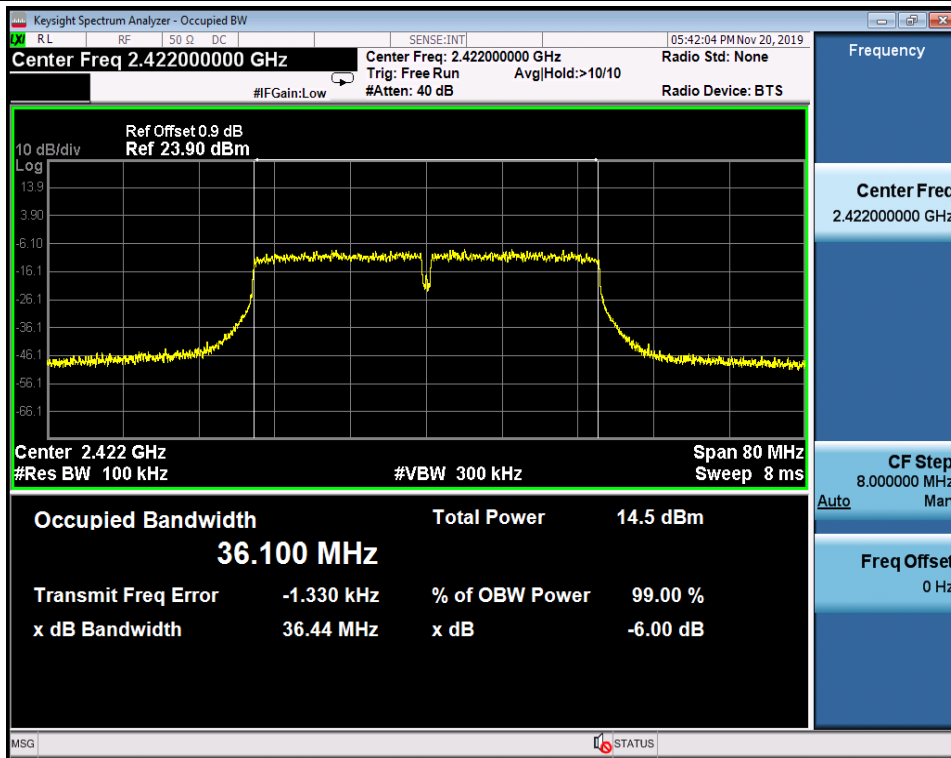 Keysight Spectrum Analyzer - Occupied BW
LXI RL RF 50 Ω DC SENSE:INT 05:42:04 PM Nov 20, 2019
Center Freq 2.422000000 GHz
Center Freq: 2.422000000 GHz Radio Std: None
Trig: Free Run Avg|Hold:>10/10
#IFGain:Low #Atten: 40 dB Radio Device: BTS
Ref Offset 0.9 dB
10 dB/div Ref 23.90 dBm
Log
13.9
3.90
-6.10
-16.1
-26.1
-36.1
-46.1
-56.1
-66.1
Center 2.422 GHz Span 80 MHz
#Res BW 100 kHz #VBW 300 kHz Sweep 8 ms
Occupied Bandwidth Total Power 14.5 dBm
36.100 MHz
Transmit Freq Error -1.330 kHz % of OBW Power 99.00 %
x dB Bandwidth 36.44 MHz x dB -6.00 dB
MSG STATUS
Frequency
Center Freq
2.422000000 GHz
CF Step
8.000000 MHz
Auto Man
Freq Offset
0 Hz